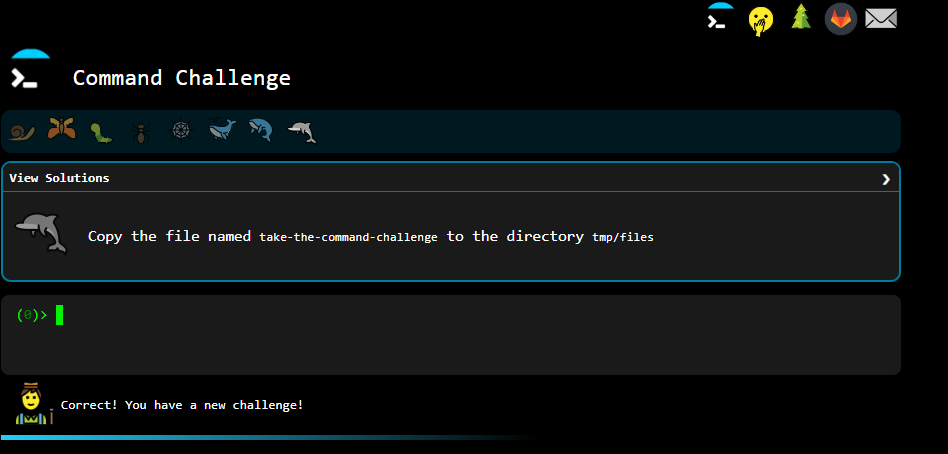 Command Challenge
View Solutions
Copy the file named take-the-command-challenge to the directory tmp/files
(0)>
Correct! You have a new challenge!